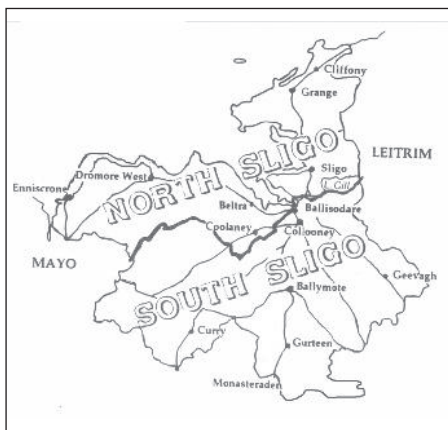 Cliffony
Grange
Sligo
LEITRIM
L. Gill
Dromore West
Enniscrone
NORTH SLIGO
Beltra
Ballisodare
Coolaney
Collooney
MAYO
Geevagh
SOUTH SLIGO
Ballymote
Curry
Gurteen
Monasteraden